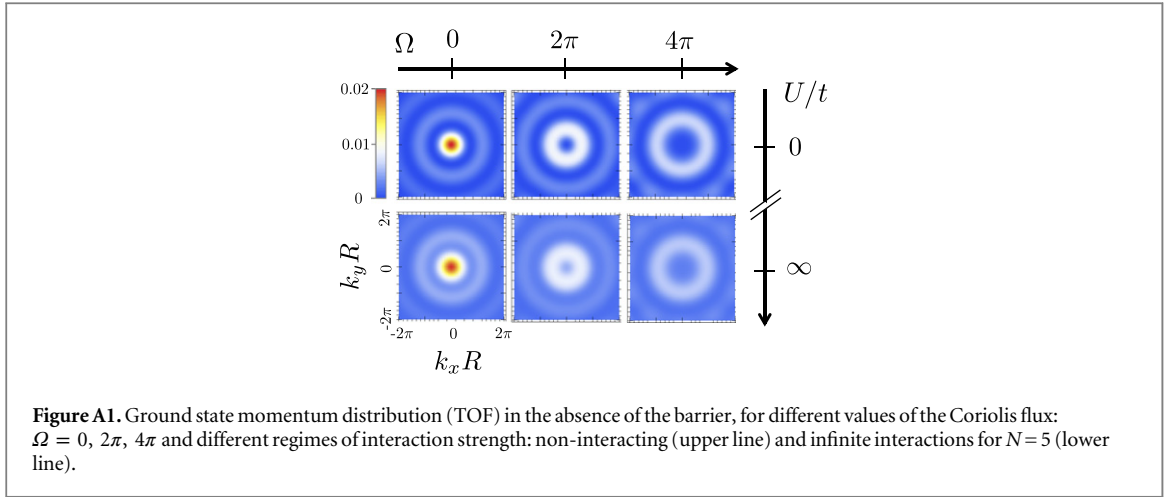 Ω 0 2π 4π
U/t
0.02
0.01
0
0
2π
0
-2π
k_yR
∞
-2π 0 2π
k_xR
Figure A1. Ground state momentum distribution (TOF) in the absence of the barrier, for different values of the Coriolis flux:
Ω = 0, 2π, 4π and different regimes of interaction strength: non-interacting (upper line) and infinite interactions for N = 5 (lower
line).